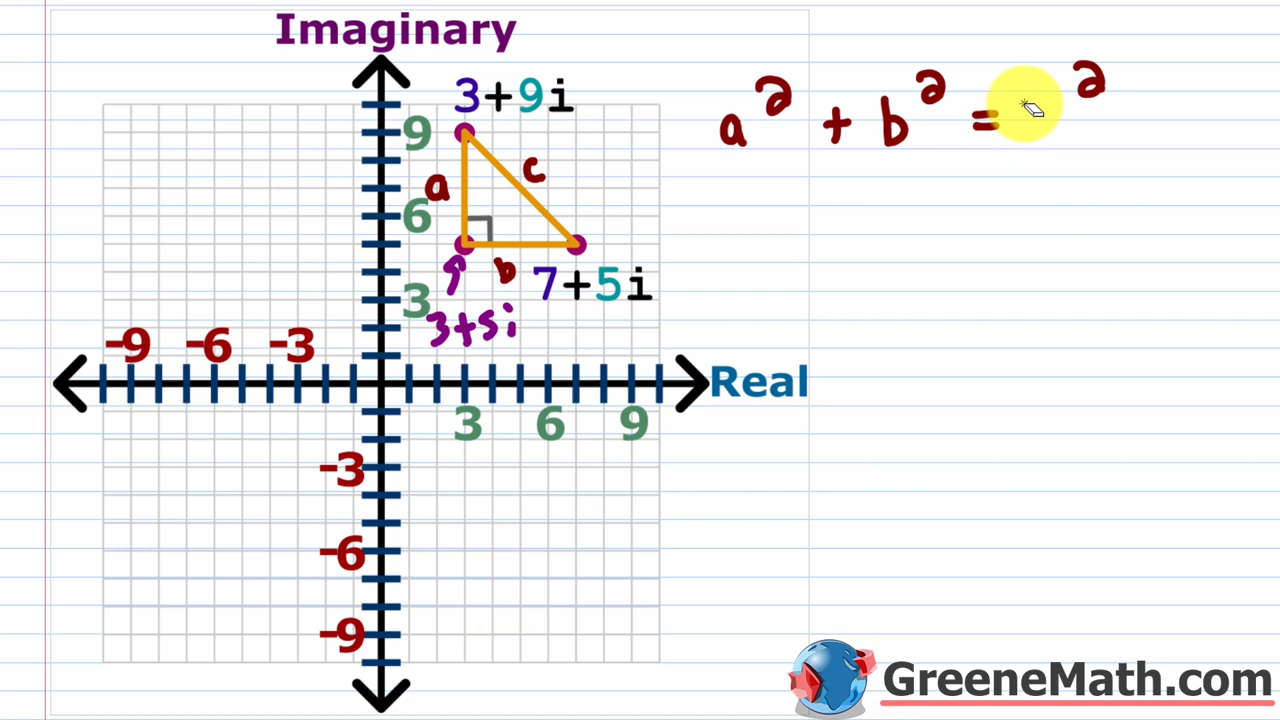 Imaginary
3+9i
a² + b² = ²
9
a
c
6
b
7+5i
3
3+5i
-9 -6 -3
Real
3 6 9
-3
-6
-9
GreeneMath.com